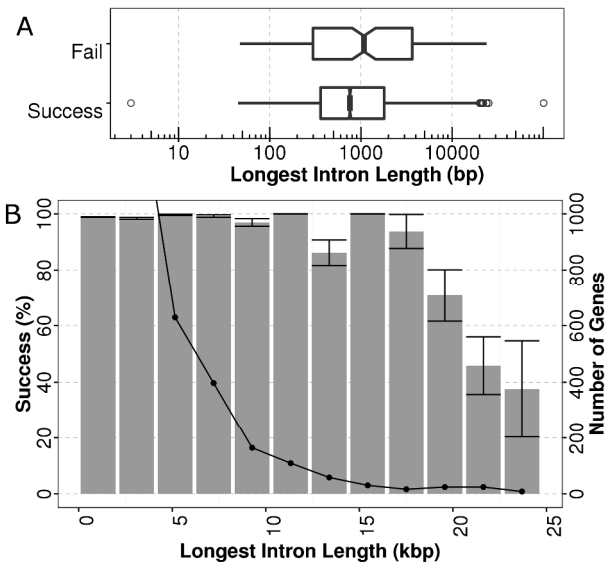 A
Fail
Success
10 100 1000 10000
Longest Intron Length (bp)
B
Success (%)
100
80
60
40
20
0
1000
800
600
400
200
0
Number of Genes
0 5 10 15 20 25
Longest Intron Length (kbp)